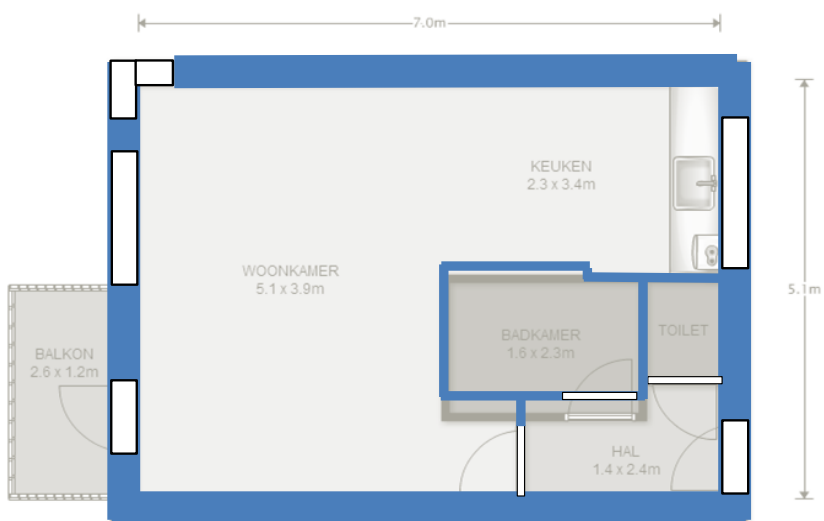 7.0m
KEUKEN
2.3 x 3.4m
WOONKAMER
5.1 x 3.9m
5.1m
BADKAMER
1.6 x 2.3m
TOILET
BALKON
2.6 x 1.2m
HAL
1.4 x 2.4m